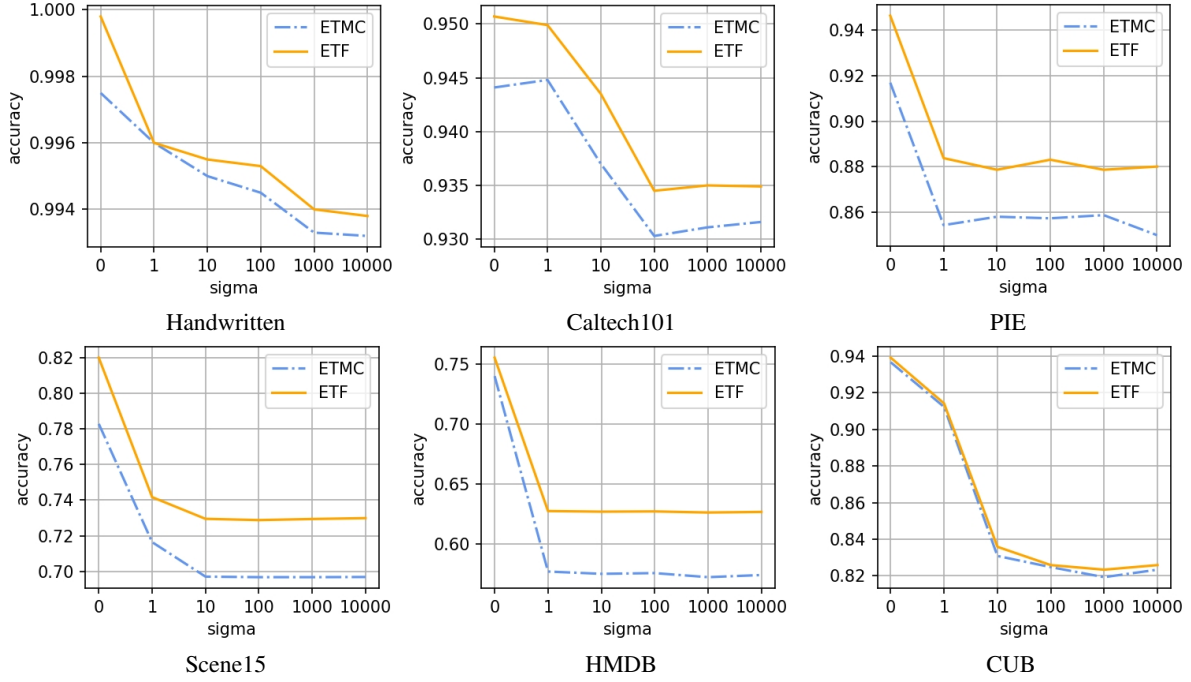 1.000
0.998
0.996
0.994
accuracy
0 1 10 100 1000 10000
sigma
ETMC
ETF
Handwritten
0.950
0.945
0.940
0.935
0.930
accuracy
0 1 10 100 1000 10000
sigma
ETMC
ETF
Caltech101
0.94
0.92
0.90
0.88
0.86
accuracy
0 1 10 100 1000 10000
sigma
ETMC
ETF
PIE
0.82
0.80
0.78
0.76
0.74
0.72
0.70
accuracy
0 1 10 100 1000 10000
sigma
ETMC
ETF
Scene15
0.75
0.70
0.65
0.60
accuracy
0 1 10 100 1000 10000
sigma
ETMC
ETF
HMDB
0.94
0.92
0.90
0.88
0.86
0.84
0.82
accuracy
0 1 10 100 1000 10000
sigma
ETMC
ETF
CUB